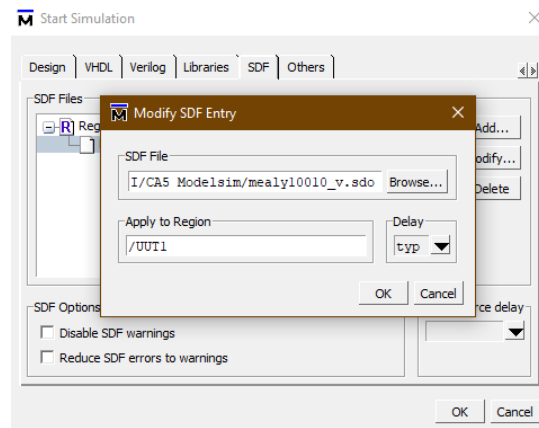 Start Simulation
Design VHDL Verilog Libraries SDF Others
SDF Files
Reg
Add...
Modify SDF Entry
SDF File
I/CA5 Modelsim/mealy10010_v.sdo Browse...
odify...
Delete
Apply to Region
/UUT1
Delay
typ
OK Cancel
SDF Options
rce delay
Disable SDF warnings
Reduce SDF errors to warnings
OK Cancel